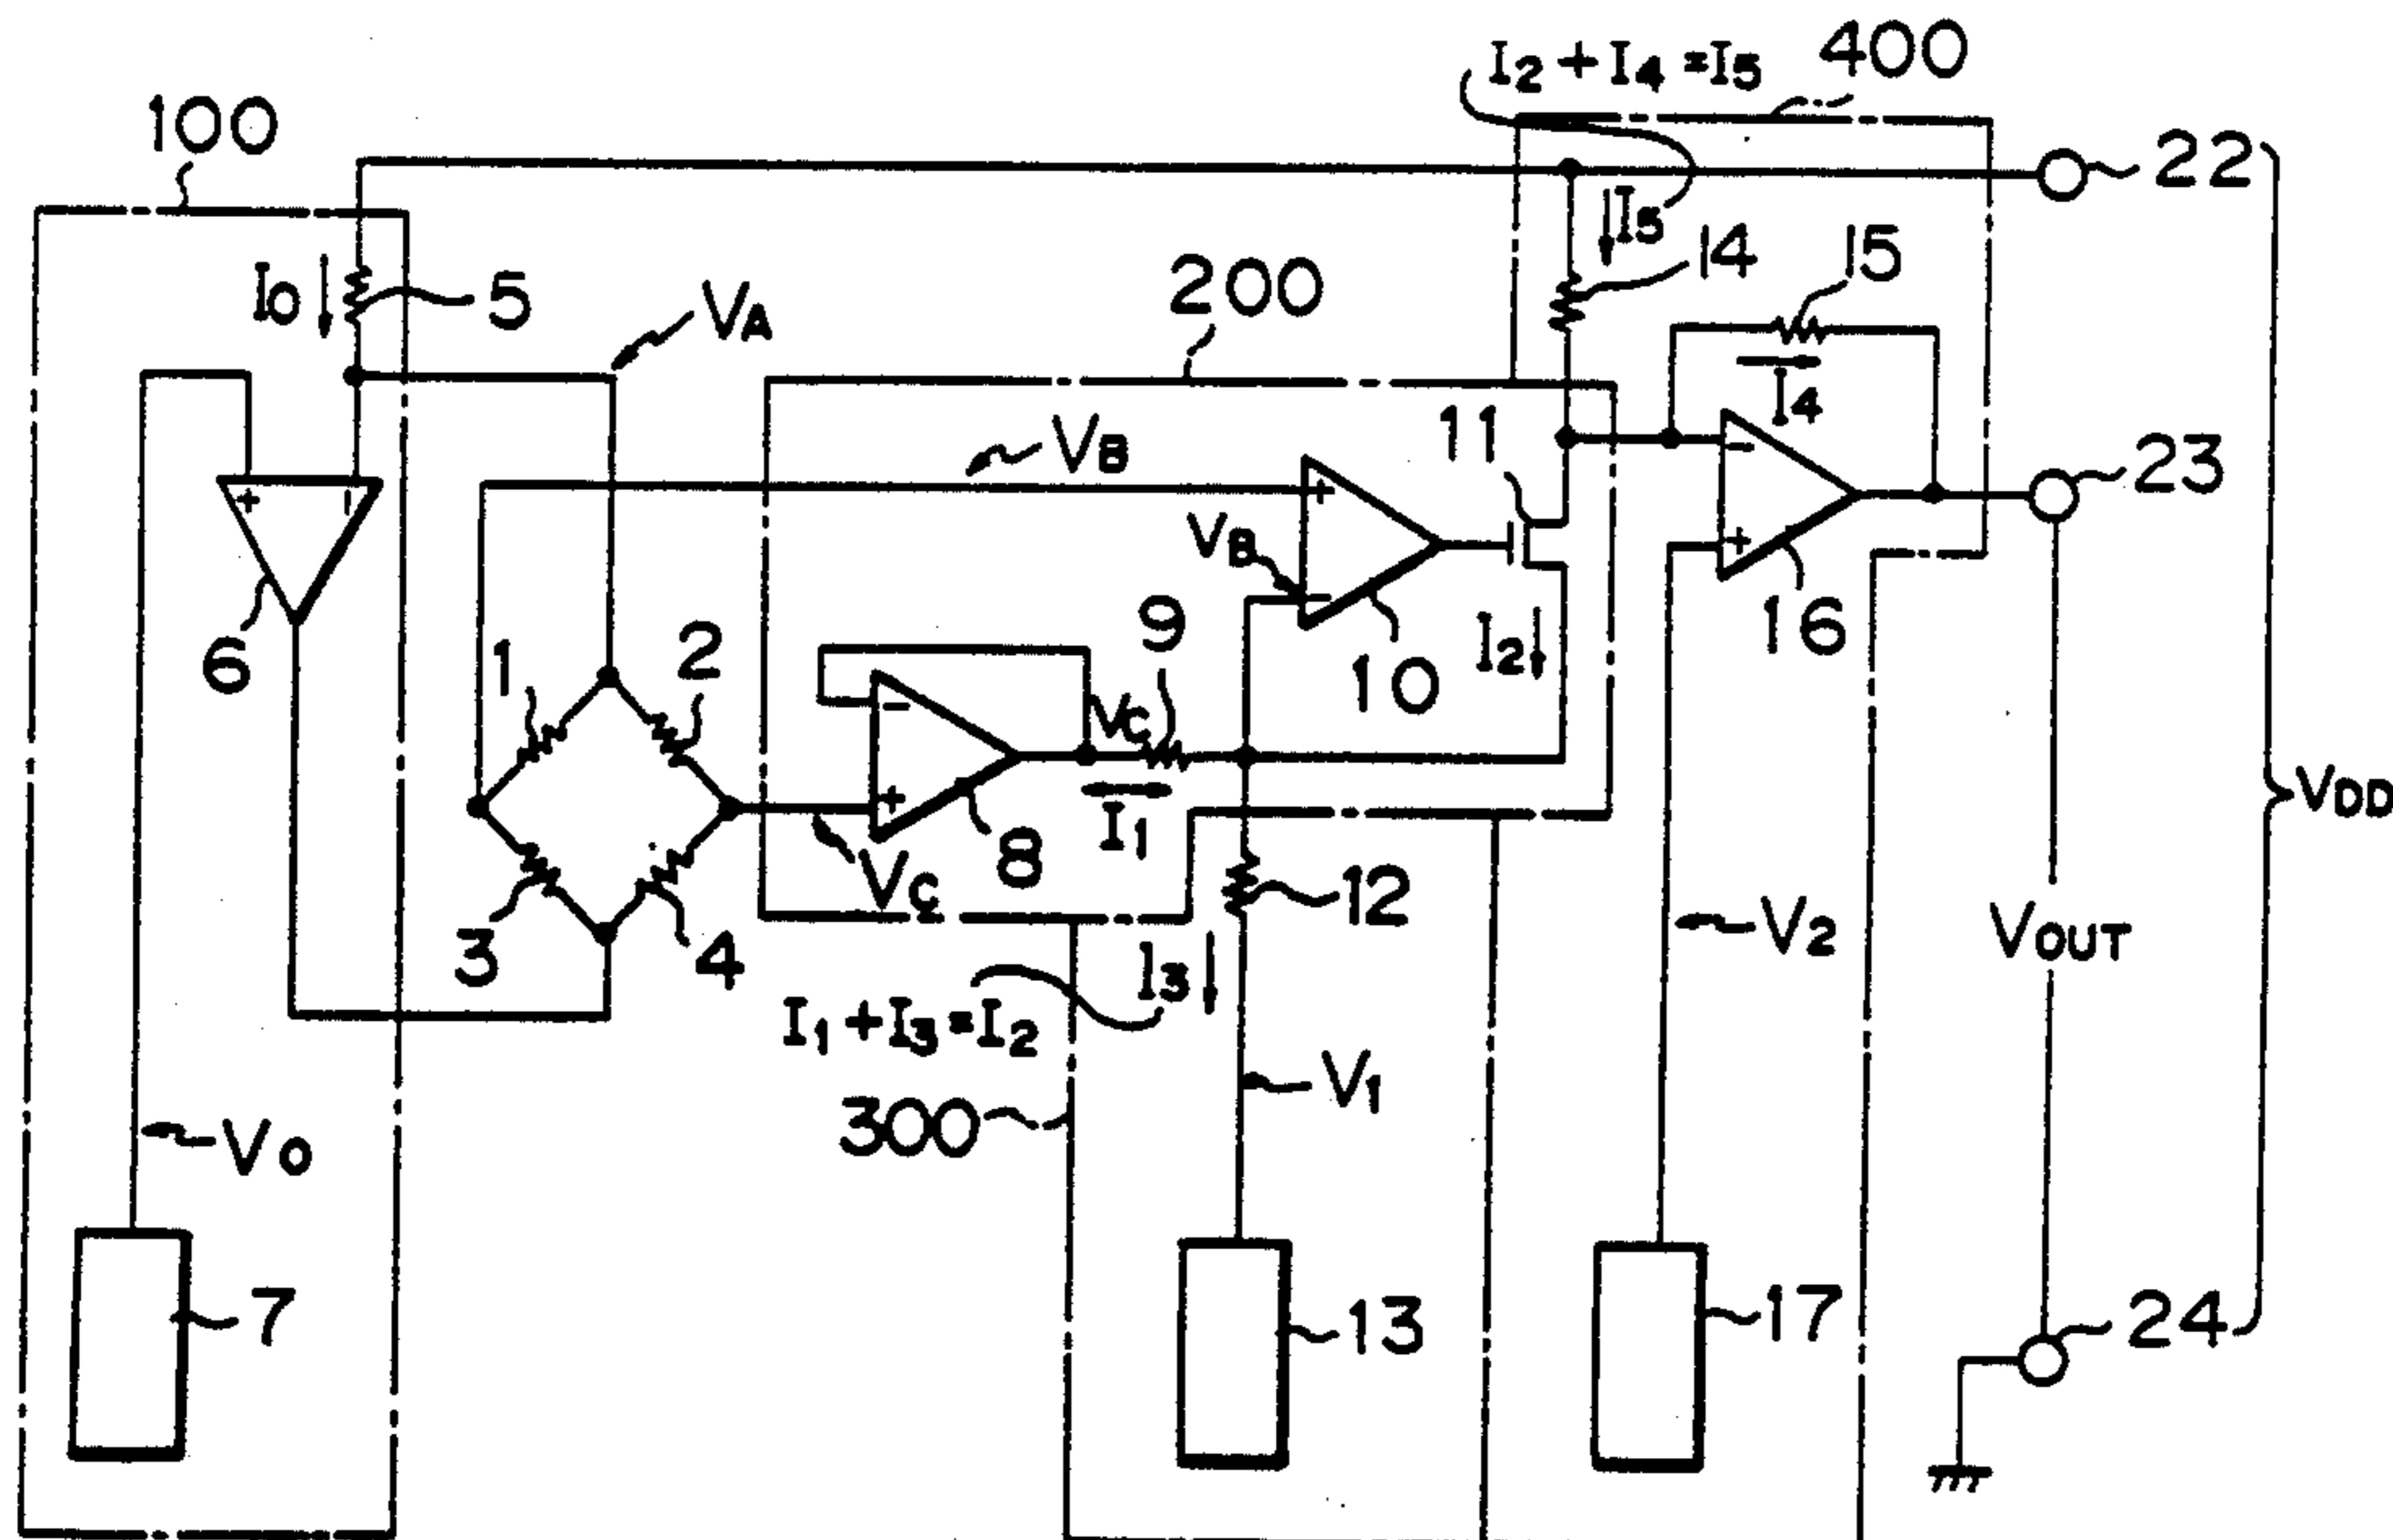 I2 + I4 = I5
400
100
22
I5
14
15
200
I0
5
VA
I4
11
VB
23
+
−
+
−
VB
+
16
−
6
1
2
9
I2
10
−
VC
VDD
+
I1
8
VC
12
3
4
I3
V2
VOUT
I1 + I3 = I2
V1
300
V0
7
13
17
24